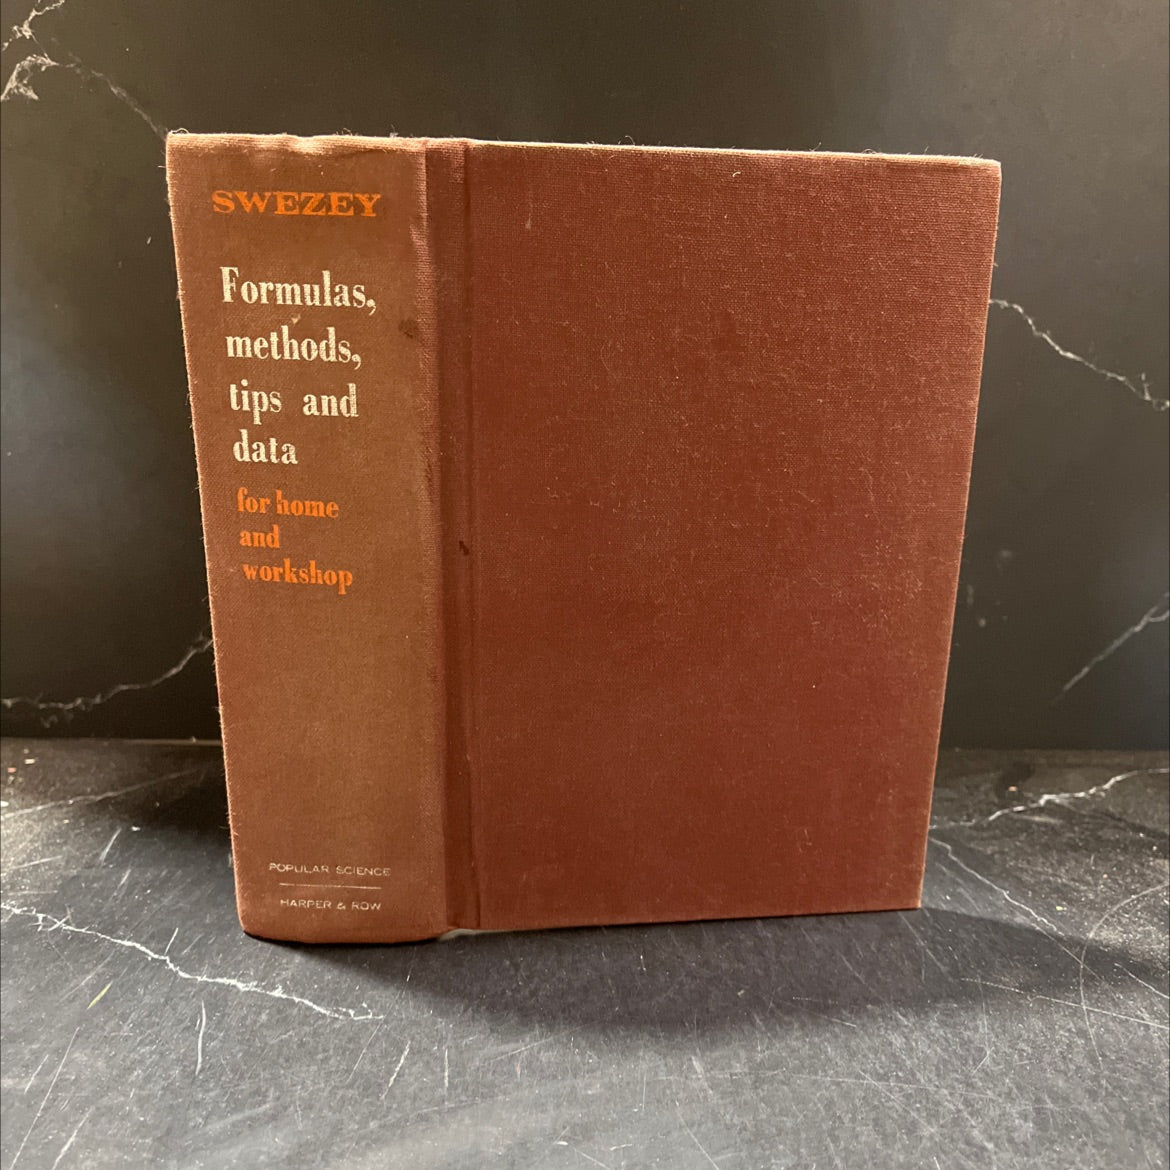 SWEZEY
Formulas,
methods,
tips and
data
for home
and
workshop
POPULAR SCIENCE
HARPER & ROW